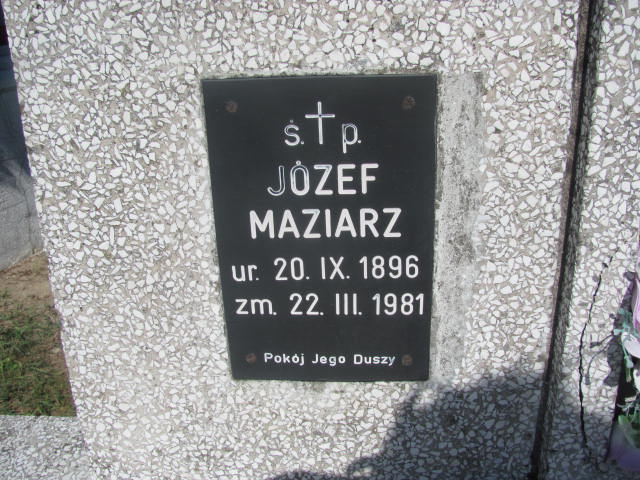 ś. † p.
JÓZEF
MAZIARZ
ur. 20. IX. 1896
zm. 22. III. 1981
Pokój Jego Duszy